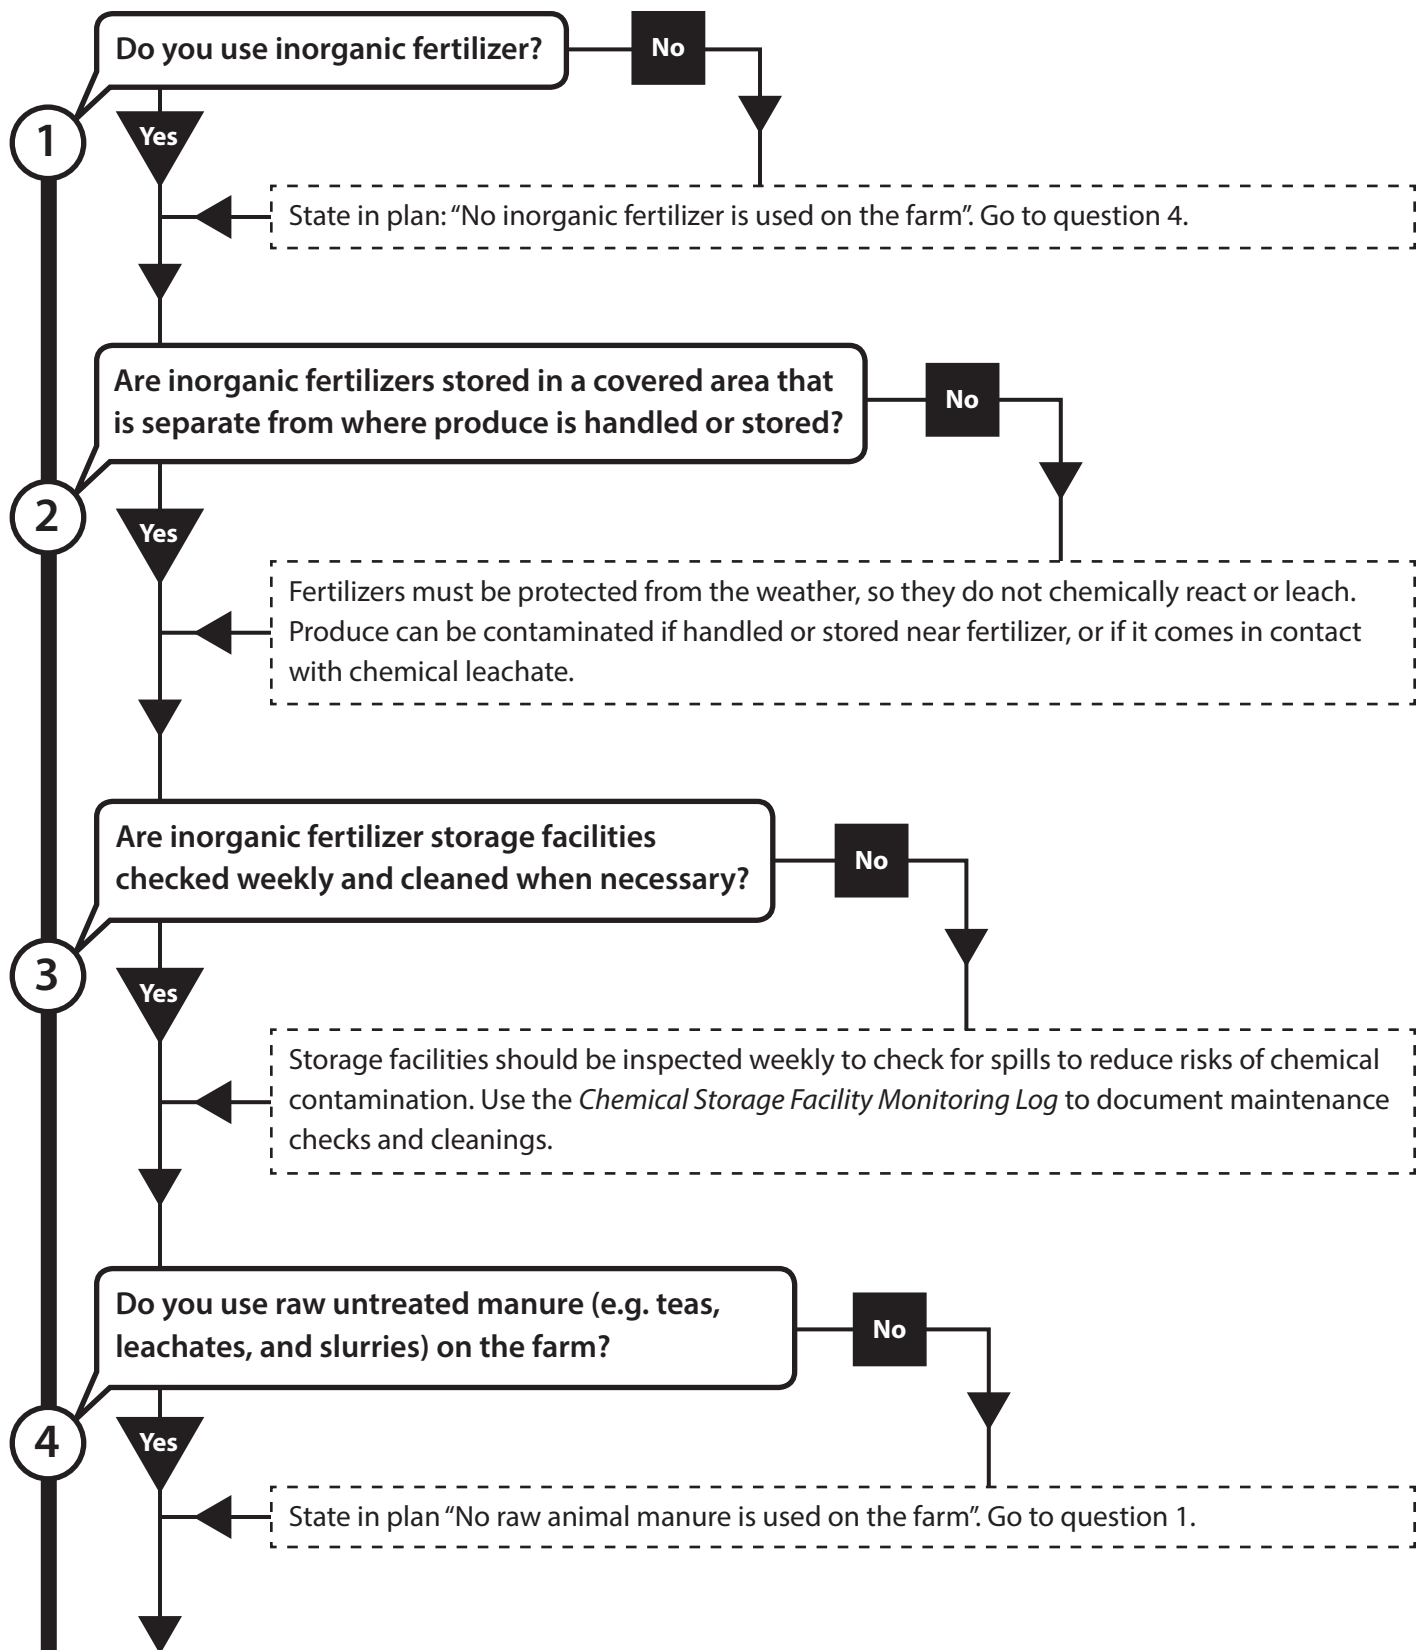 Do you use inorganic fertilizer?
No
1
Yes
State in plan: “No inorganic fertilizer is used on the farm”. Go to question 4.
Are inorganic fertilizers stored in a covered area that
is separate from where produce is handled or stored?
No
2
Yes
Fertilizers must be protected from the weather, so they do not chemically react or leach.
Produce can be contaminated if handled or stored near fertilizer, or if it comes in contact
with chemical leachate.
Are inorganic fertilizer storage facilities
checked weekly and cleaned when necessary?
No
3
Yes
Storage facilities should be inspected weekly to check for spills to reduce risks of chemical
contamination. Use the Chemical Storage Facility Monitoring Log to document maintenance
checks and cleanings.
Do you use raw untreated manure (e.g. teas,
leachates, and slurries) on the farm?
No
4
Yes
State in plan “No raw animal manure is used on the farm”. Go to question 1.